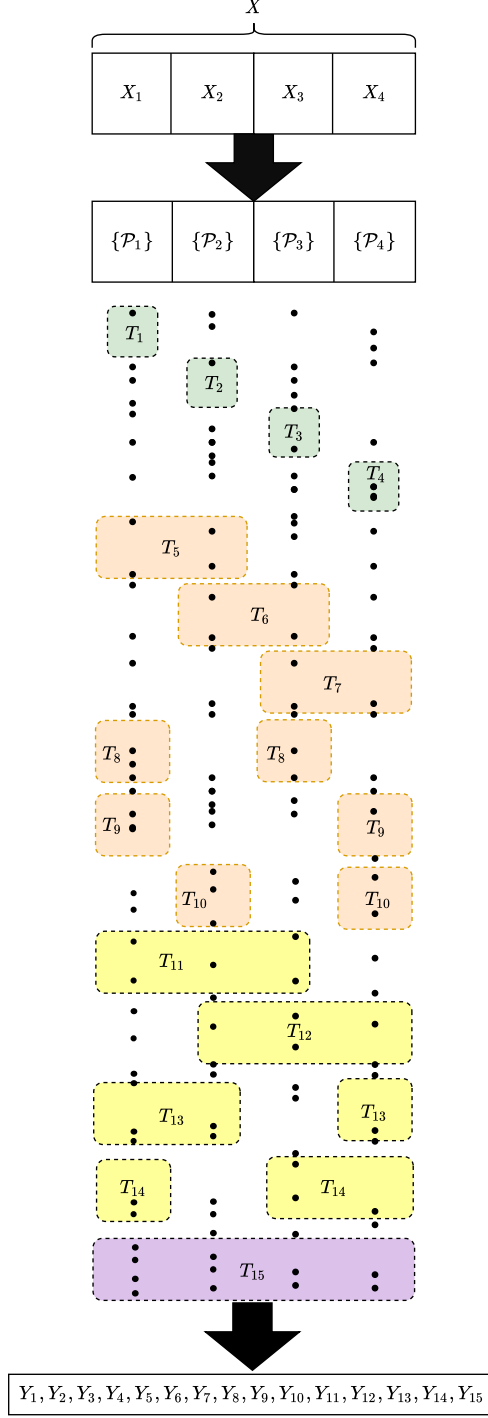 X
X₁ X₂ X₃ X₄
{𝒫₁} {𝒫₂} {𝒫₃} {𝒫₄}
T₁
T₂
T₃
T₄
T₅
T₆
T₇
T₈ T₈
T₉ T₉
T₁₀ T₁₀
T₁₁
T₁₂
T₁₃ T₁₃
T₁₄ T₁₄
T₁₅
Y₁, Y₂, Y₃, Y₄, Y₅, Y₆, Y₇, Y₈, Y₉, Y₁₀, Y₁₁, Y₁₂, Y₁₃, Y₁₄, Y₁₅